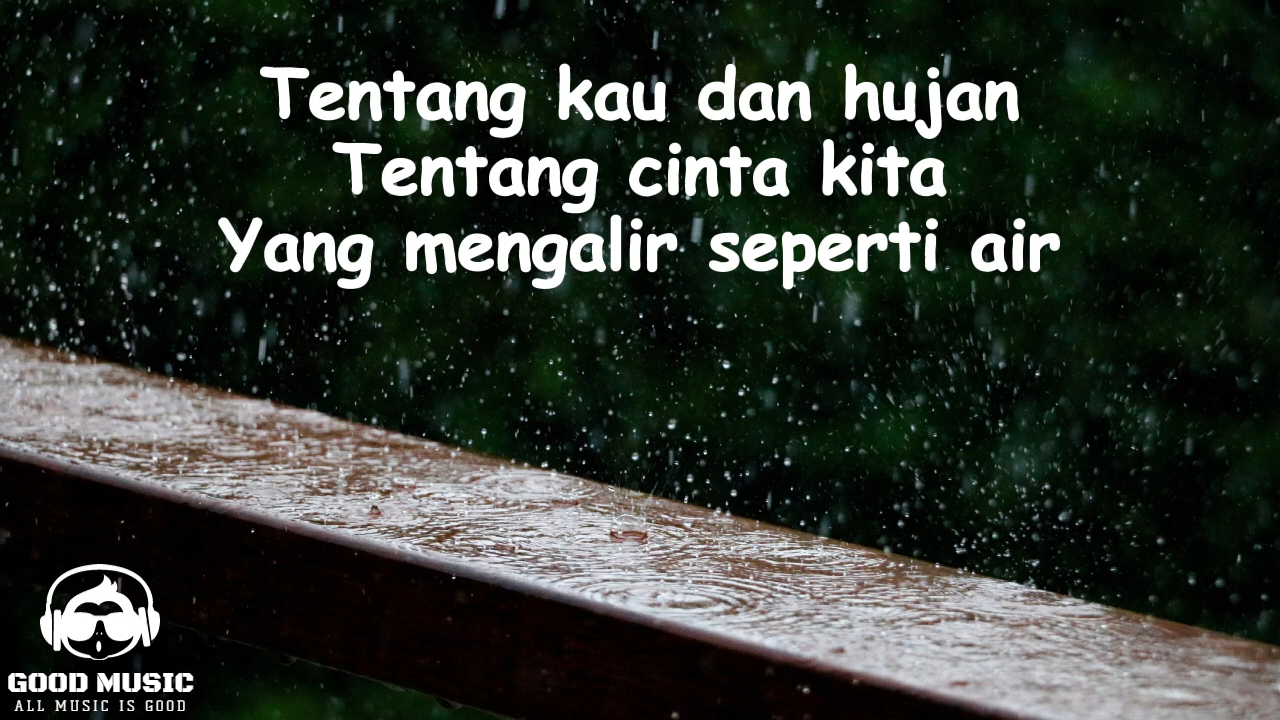 Tentang kau dan hujan
Tentang cinta kita
Yang mengalir seperti air
GOOD MUSIC
ALL MUSIC IS GOOD